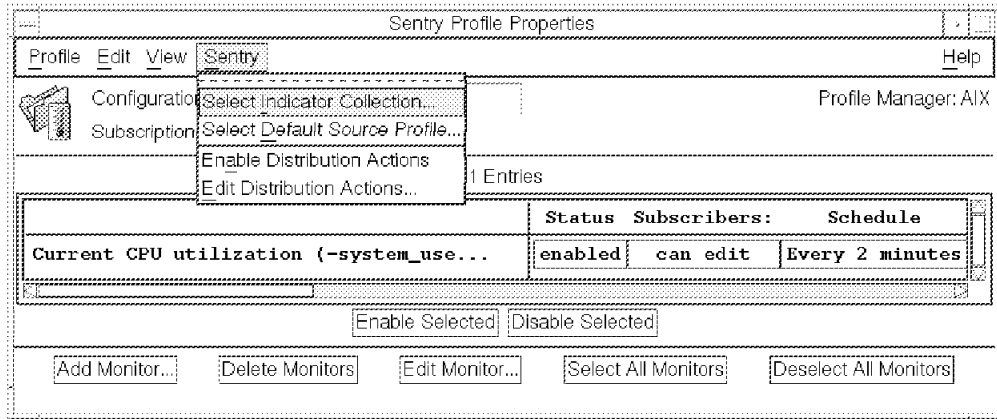 Sentry Profile Properties
Profile Edit View Sentry Help
Configuratio Select Indicator Collection... Profile Manager: AIX
Subscription Select Default Source Profile...
Enable Distribution Actions
1 Entries
Edit Distribution Actions...
Status Subscribers: Schedule
Current CPU utilization (-system_use... enabled can edit Every 2 minutes
Enable Selected Disable Selected
Add Monitor... Delete Monitors Edit Monitor... Select All Monitors Deselect All Monitors